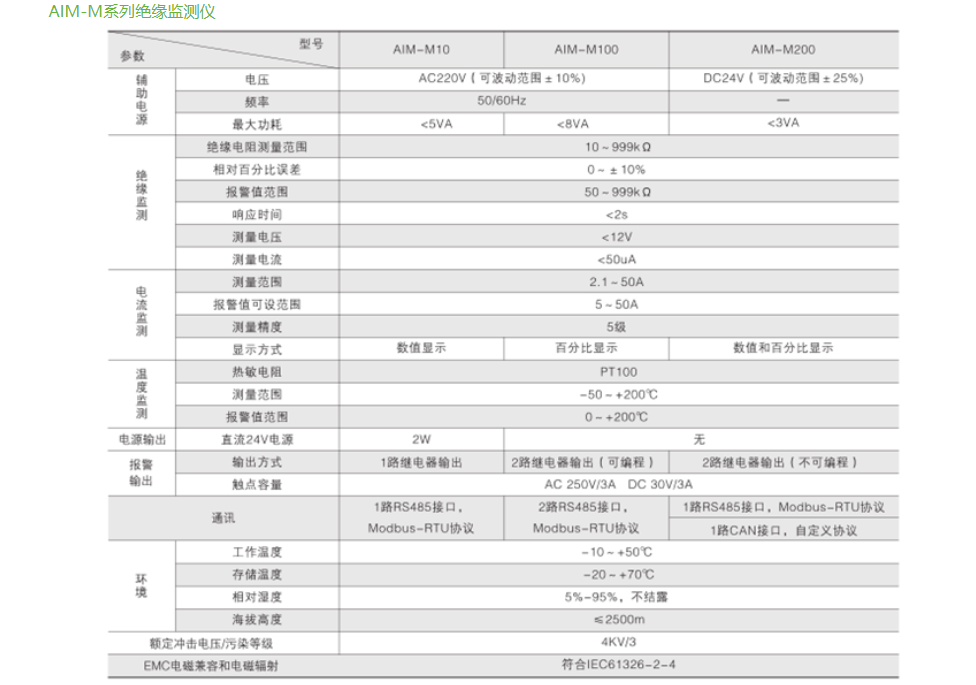 AIM-M系列绝缘监测仪
型号
参数
AIM-M10 AIM-M100 AIM-M200
辅助电源
电压 AC220V（可波动范围±10%） DC24V（可波动范围±25%）
频率 50/60Hz —
最大功耗 <5VA <8VA <3VA
绝缘监测
绝缘电阻测量范围 10~999kΩ
相对百分比误差 0~±10%
报警值范围 50~999kΩ
响应时间 <2s
测量电压 <12V
测量电流 <50uA
电流监测
测量范围 2.1~50A
报警值可设范围 5~50A
测量精度 5级
显示方式 数值显示 百分比显示 数值和百分比显示
温度监测
热敏电阻 PT100
测量范围 -50~+200℃
报警值范围 0~+200℃
电源输出 直流24V电源 2W 无
报警
输出
输出方式 1路继电器输出 2路继电器输出（可编程） 2路继电器输出（不可编程）
触点容量 AC 250V/3A DC 30V/3A
通讯
1路RS485接口，
Modbus-RTU协议
2路RS485接口，
Modbus-RTU协议
1路RS485接口，Modbus-RTU协议
1路CAN接口，自定义协议
环境
工作温度 -10~+50℃
存储温度 -20~+70℃
相对湿度 5%-95%，不结露
海拔高度 ≤2500m
额定冲击电压/污染等级 4KV/3
EMC电磁兼容和电磁辐射 符合IEC61326-2-4